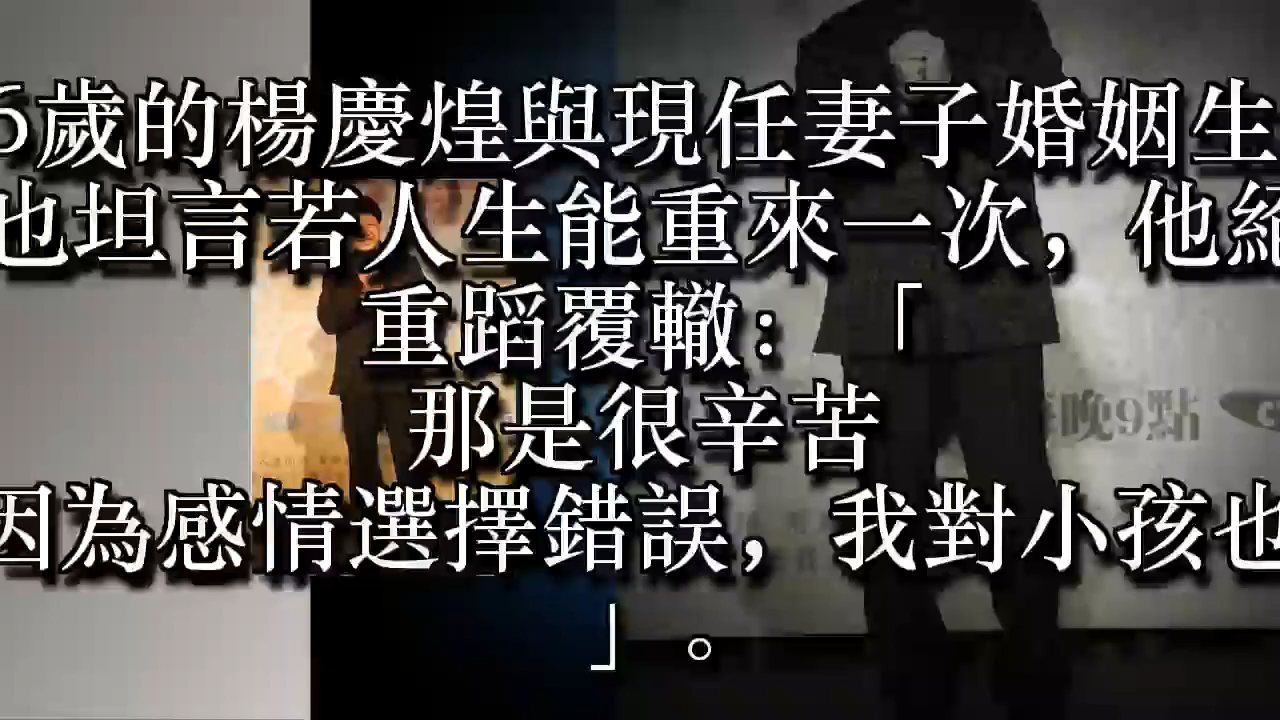 6歲的楊慶煌與現任妻子婚姻生
也坦言若人生能重來一次，他絕
重蹈覆轍：「
那是很辛苦
因為感情選擇錯誤，我對小孩也
」。
晚9點